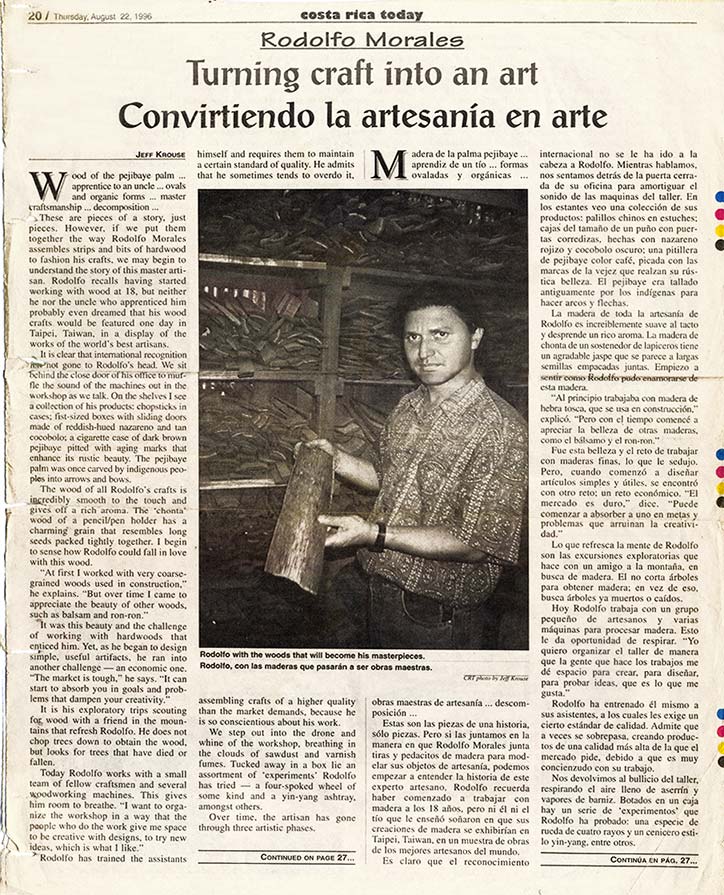 20 / Thursday, August 22, 1996
costa rica today
Rodolfo Morales
Turning craft into an art
Convirtiendo la artesanía en arte
JEFF KROUSE
Wood of the pejibaye palm ...
apprentice to an uncle ... ovals
and organic forms ... master
craftsmanship ... decomposition ...
These are pieces of a story, just
pieces. However, if we put them
together the way Rodolfo Morales
assembles strips and bits of hardwood
to fashion his crafts, we may begin to
understand the story of this master arti-
san. Rodolfo recalls having started
working with wood at 18, but neither
he nor the uncle who apprenticed him
probably even dreamed that his wood
crafts would be featured one day in
Taipei, Taiwan, in a display of the
works of the world's best artisans.
It is clear that international recognition
has not gone to Rodolfo's head. We sit
behind the close door of his office to muf-
fle the sound of the machines out in the
workshop as we talk. On the shelves I see
a collection of his products: chopsticks in
cases; fist-sized boxes with sliding doors
made of reddish-hued nazareno and tan
cocobolo; a cigarette case of dark brown
pejibaye pitted with aging marks that
enhance its rustic beauty. The pejibaye
palm was once carved by indigenous peo-
ples into arrows and bows.
The wood of all Rodolfo's crafts is
incredibly smooth to the touch and
gives off a rich aroma. The 'chonta'
wood of a pencil/pen holder has a
charming grain that resembles long
seeds packed tightly together. I begin
to sense how Rodolfo could fall in love
with this wood.
"At first I worked with very coarse-
grained woods used in construction,"
he explains. "But over time I came to
appreciate the beauty of other woods,
such as balsam and ron-ron."
It was this beauty and the challenge
of working with hardwoods that
enticed him. Yet, as he began to design
simple, useful artifacts, he ran into
another challenge — an economic one.
"The market is tough," he says. "It can
start to absorb you in goals and prob-
lems that dampen your creativity."
It is his exploratory trips scouting
for wood with a friend in the moun-
tains that refresh Rodolfo. He does not
chop trees down to obtain the wood,
but looks for trees that have died or
fallen.
Today Rodolfo works with a small
team of fellow craftsmen and several
woodworking machines. This gives
him room to breathe. "I want to orga-
nize the workshop in a way that the
people who do the work give me space
to be creative with designs, to try new
ideas, which is what I like."
Rodolfo has trained the assistants
himself and requires them to maintain
a certain standard of quality. He admits
that he sometimes tends to overdo it,
Rodolfo with the woods that will become his masterpieces.
Rodolfo, con las maderas que pasarán a ser obras maestras.
CRT photo by Jeff Krouse
assembling crafts of a higher quality
than the market demands, because he
is so conscientious about his work.
We step out into the drone and
whine of the workshop, breathing in
the clouds of sawdust and varnish
fumes. Tucked away in a box lie an
assortment of 'experiments' Rodolfo
has tried — a four-spoked wheel of
some kind and a yin-yang ashtray,
amongst others.
Over time, the artisan has gone
through three artistic phases.
CONTINUED ON PAGE 27...
Madera de la palma pejibaye ...
aprendiz de un tío ... formas
ovaladas y orgánicas ...
obras maestras de artesanía ... descom-
posición ...
Estas son las piezas de una historia,
sólo piezas. Pero si las juntamos en la
manera en que Rodolfo Morales junta
tiras y pedacitos de madera para mod-
elar sus objetos de artesanía, podemos
empezar a entender la historia de este
experto artesano. Rodolfo recuerda
haber comenzado a trabajar con
madera a los 18 años, pero ni él ni el
tío que le enseñó soñaron en que sus
creaciones de madera se exhibirían en
Taipei, Taiwan, en un muestra de obras
de los mejores artesanos del mundo.
Es claro que el reconocimiento
internacional no se le ha ido a la
cabeza a Rodolfo. Mientras hablamos,
nos sentamos detrás de la puerta cerra-
da de su oficina para amortiguar el
sonido de las maquinas del taller. En
los estantes veo una colección de sus
productos: palillos chinos en estuches;
cajas del tamaño de un puño con puer-
tas corredizas, hechas con nazareno
rojizo y cocobolo oscuro; una pitillera
de pejibaye color café, picada con las
marcas de la vejez que realzan su rús-
tica belleza. El pejibaye era tallado
antiguamente por los indígenas para
hacer arcos y flechas.
La madera de toda la artesanía de
Rodolfo es increíblemente suave al tacto
y desprende un rico aroma. La madera de
chonta de un sostenedor de lapiceros tiene
un agradable jaspe que se parece a largas
semillas empacadas juntas. Empiezo a
sentir como Rodolfo pudo enamorarse de
esta madera.
"Al principio trabajaba con madera de
hebra tosca, que se usa en construcción,"
explicó. "Pero con el tiempo comencé a
apreciar la belleza de otras maderas,
como el bálsamo y el ron-ron."
Fue esta belleza y el reto de trabajar
con maderas finas, lo que le sedujo.
Pero, cuando comenzó a diseñar
artículos simples y útiles, se encontró
con otro reto; un reto económico. "El
mercado es duro," dice. "Puede
comenzar a absorber a uno en metas y
problemas que arruinan la creativi-
dad."
Lo que refresca la mente de Rodolfo
son las excursiones exploratorias que
hace con un amigo a la montaña, en
busca de madera. El no corta árboles
para obtener madera; en vez de eso,
busca árboles ya muertos o caídos.
Hoy Rodolfo trabaja con un grupo
pequeño de artesanos y varias
máquinas para procesar madera. Esto
le da oportunidad de respirar. "Yo
quiero organizar el taller de manera
que la gente que hace los trabajos me
dé espacio para crear, para diseñar,
para probar ideas, que es lo que me
gusta."
Rodolfo ha entrenado él mismo a
sus asistentes, a los cuales les exige un
cierto estándar de calidad. Admite que
a veces se sobrepasa, creando produc-
tos de una calidad más alta de la que el
mercado pide, debido a que es muy
concienzudo con su trabajo.
Nos devolvimos al bullicio del taller,
respirando el aire lleno de aserrín y
vapores de barniz. Botados en un caja
hay un serie de 'experimentos' que
Rodolfo ha probado: una especie de
rueda de cuatro rayos y un cenicero esti-
lo yin-yang, entre otros.
CONTINÚA EN PÁG. 27...